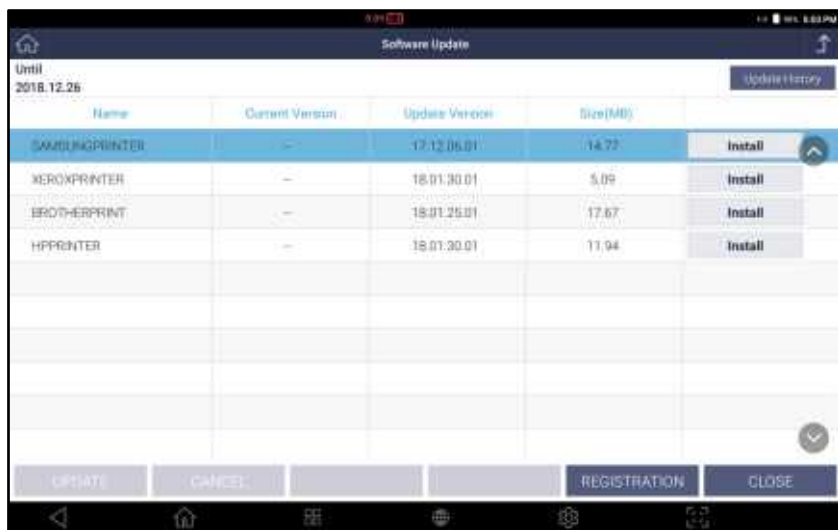 Software Update
Until
2018.12.26
Update History
Name Current Version Update Version Size(MB)
SAMSUNGPRINTER -- 17.12.06.01 14.77 Install
XEROXPRINTER -- 18.01.30.01 5.09 Install
BROTHERPRINT -- 18.01.25.01 17.67 Install
HPPRINTER -- 18.01.30.01 11.94 Install
UPDATE CANCEL REGISTRATION CLOSE